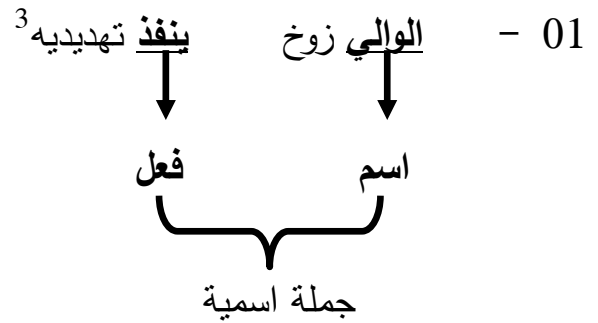 01 - الوالي زوخ ينفذ تهديديه3
اسم فعل
جملة اسمية